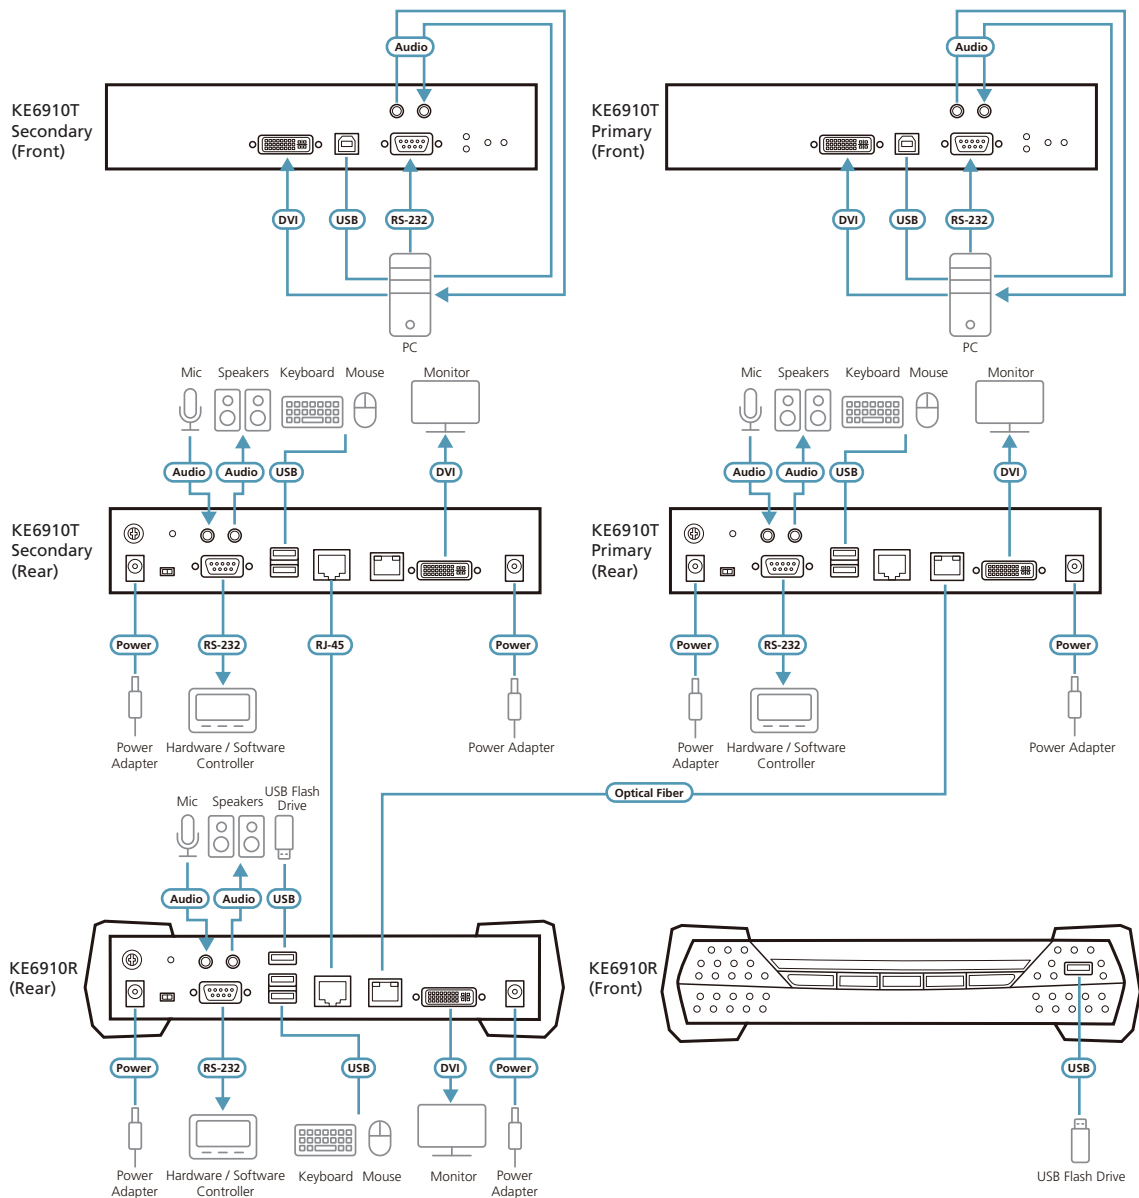 Audio
Audio
KE6910T
Secondary
(Front)
KE6910T
Primary
(Front)
DVI
USB
RS-232
DVI
USB
RS-232
PC
PC
Mic
Speakers
Keyboard
Mouse
Monitor
Mic
Speakers
Keyboard
Mouse
Monitor
Audio
Audio
USB
DVI
Audio
Audio
USB
DVI
KE6910T
Secondary
(Rear)
KE6910T
Primary
(Rear)
Power
RS-232
RJ-45
Power
Power
RS-232
Power
Power
Adapter
Hardware / Software
Controller
Power Adapter
Power
Adapter
Hardware / Software
Controller
Power Adapter
Optical Fiber
Mic
Speakers
USB Flash
Drive
Audio
Audio
USB
KE6910R
(Rear)
KE6910R
(Front)
Power
RS-232
USB
DVI
Power
USB
Power
Adapter
Hardware / Software
Controller
Keyboard
Mouse
Monitor
Power
Adapter
USB Flash Drive